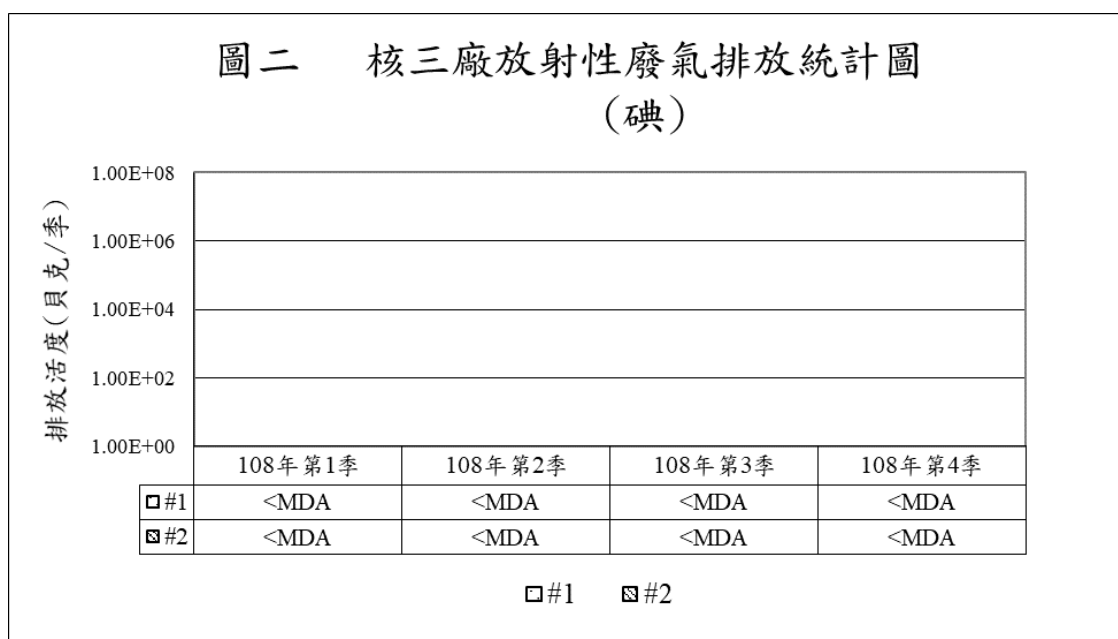 圖二 核三廠放射性廢氣排放統計圖
(碘)
排放活度(貝克/季)
1.00E+08
1.00E+06
1.00E+04
1.00E+02
1.00E+00
108年第1季 108年第2季 108年第3季 108年第4季
#1 <MDA <MDA <MDA <MDA
#2 <MDA <MDA <MDA <MDA
#1 #2